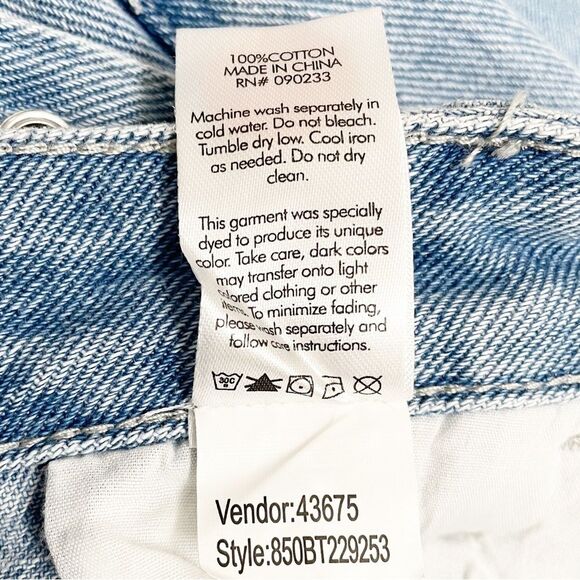 100%COTTON
MADE IN CHINA
RN# 090233
Machine wash separately in
cold water. Do not bleach.
Tumble dry low. Cool iron
as needed. Do not dry
clean.
This garment was specially
dyed to produce its unique
color. Take care, dark colors
may transfer onto light
colored clothing or other
items. To minimize fading,
please wash separately and
follow care instructions.
30C
Vendor:43675
Style:850BT229253